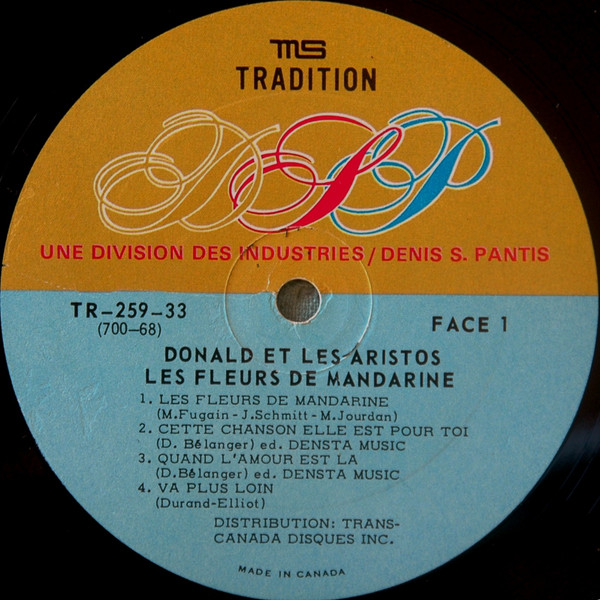 MS
TRADITION
DSP
UNE DIVISION DES INDUSTRIES/DENIS S. PANTIS
TR-259-33
(700-68)
FACE 1
DONALD ET LES ARISTOS
LES FLEURS DE MANDARINE
1. LES FLEURS DE MANDARINE
(M.Fugain-J.Schmitt-M.Jourdan)
2. CETTE CHANSON ELLE EST POUR TOI
(D. Bélanger) ed. DENSTA MUSIC
3. QUAND L'AMOUR EST LA
(D.Bélanger) ed. DENSTA MUSIC
4. VA PLUS LOIN
(Durand-Elliot)
DISTRIBUTION: TRANS-
CANADA DISQUES INC.
MADE IN CANADA